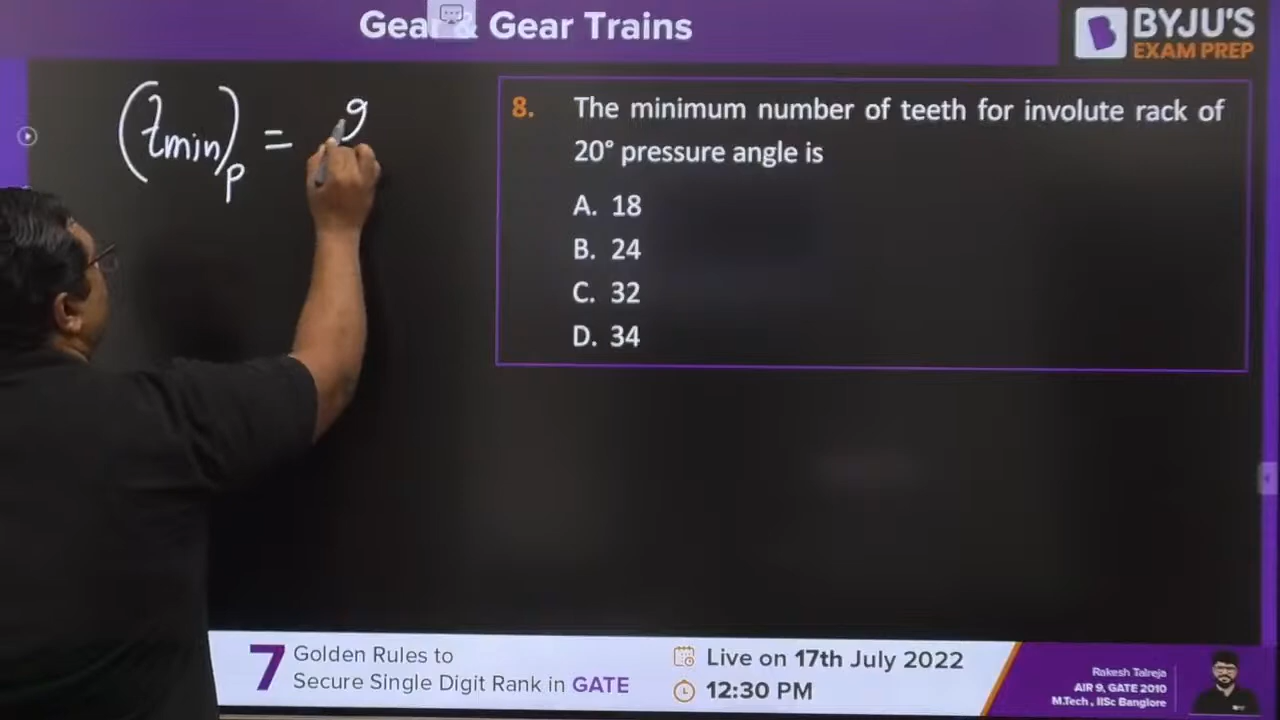 Gear & Gear Trains
BYJU'S
EXAM PREP
(Zmin)p =
8. The minimum number of teeth for involute rack of
20° pressure angle is
A. 18
B. 24
C. 32
D. 34
7 Golden Rules to
Secure Single Digit Rank in GATE
Live on 17th July 2022
12:30 PM
Rakesh Talreja
AIR 9, GATE 2010
M.Tech, IISc Banglore